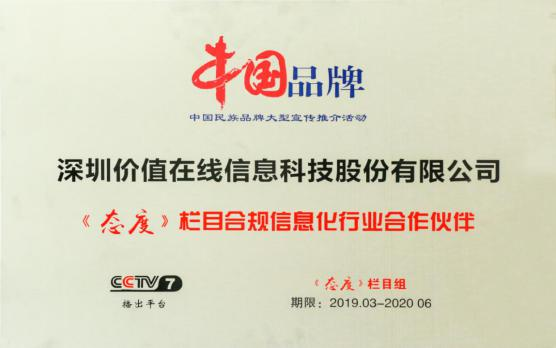 中国品牌
中国民族品牌大型宣传推介活动
深圳价值在线信息科技股份有限公司
《态度》栏目合规信息化行业合作伙伴
CCTV 7
播出平台
《态度》栏目组
期限：2019.03-2020 06